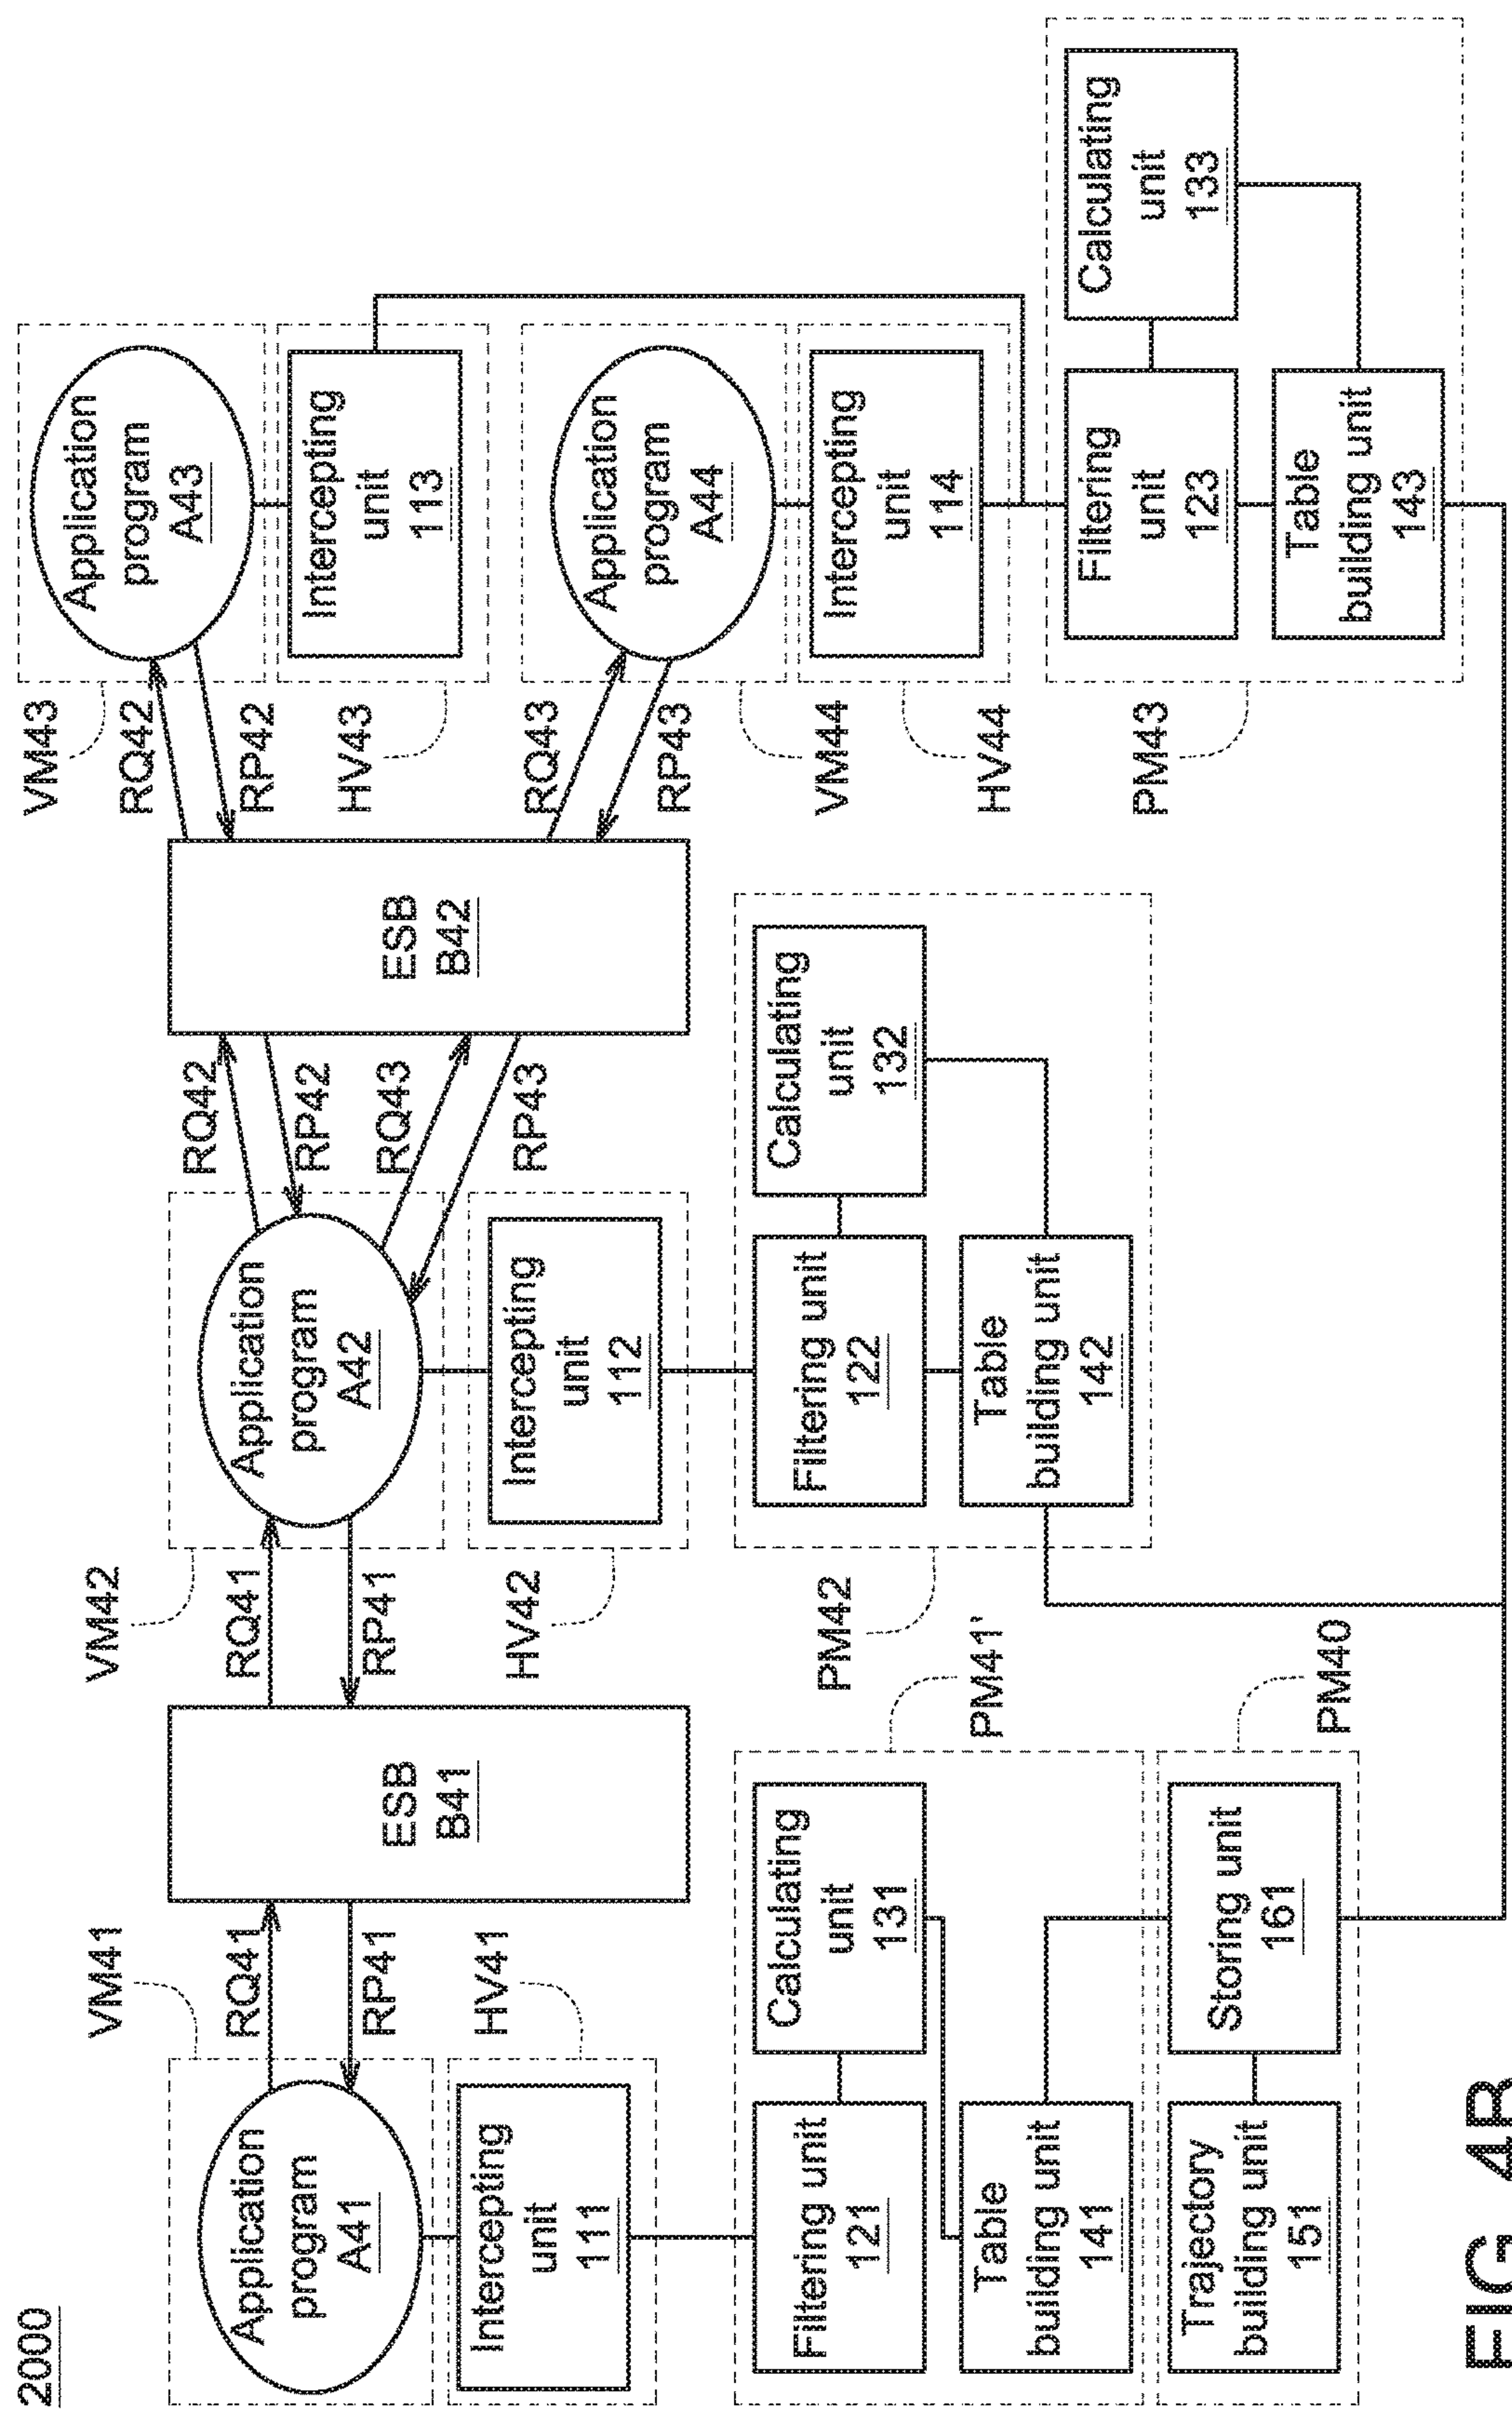 2000
VM41
RQ41
RP41
Application
program
A41
HV41
Intercepting
unit
111
ESB
B41
VM42
RQ41
RP41
Application
program
A42
HV42
Intercepting
unit
112
RQ42
RP42
RQ43
RP43
ESB
B42
VM43
RQ42
RP42
Application
program
A43
HV43
Intercepting
unit
113
RQ43
RP43
Application
program
A44
VM44
Intercepting
unit
114
HV44
PM41'
Filtering unit
121
Calculating
unit
131
Table
building unit
141
PM40
Trajectory
building unit
151
Storing unit
161
PM42
Filtering unit
122
Calculating
unit
132
Table
building unit
142
PM43
Filtering
unit
123
Calculating
unit
133
Table
building unit
143
FIG. 4B